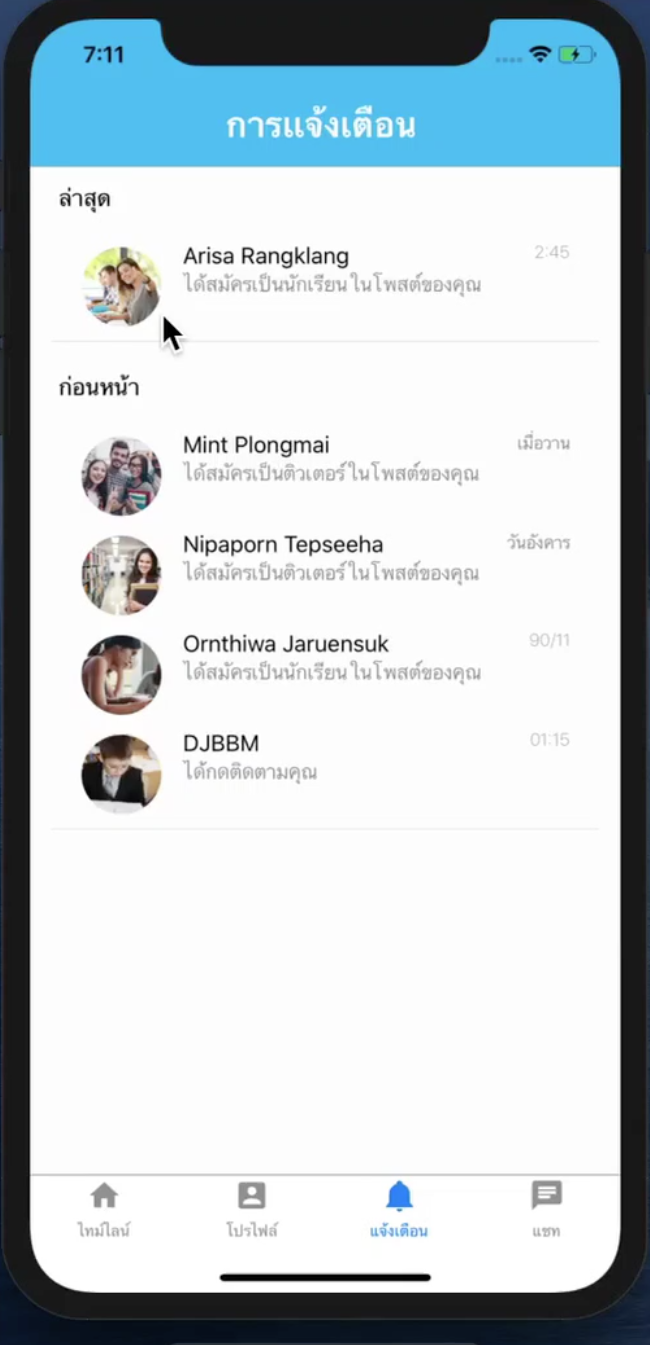 7:11
การแจ้งเตือน
ล่าสุด
Arisa Rangklang
2:45
ได้สมัครเป็นนักเรียน ในโพสต์ของคุณ
ก่อนหน้า
Mint Plongmai
เมื่อวาน
ได้สมัครเป็นติวเตอร์ ในโพสต์ของคุณ
Nipaporn Tepseeha
วันอังคาร
ได้สมัครเป็นติวเตอร์ ในโพสต์ของคุณ
Ornthiwa Jaruensuk
90/11
ได้สมัครเป็นนักเรียน ในโพสต์ของคุณ
DJBBM
01:15
ได้กดติดตามคุณ
ไทม์ไลน์ โปรไฟล์ แจ้งเตือน แชท